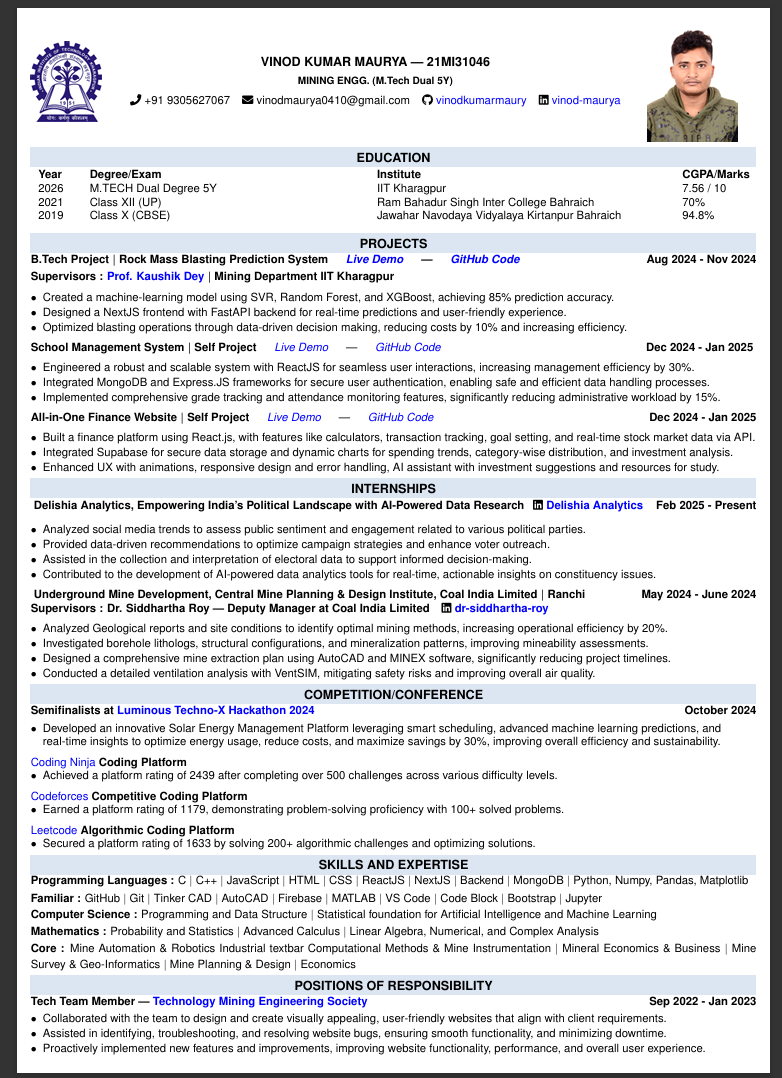 VINOD KUMAR MAURYA — 21MI31046
MINING ENGG. (M.Tech Dual 5Y)
+91 9305627067 vinodmaurya0410@gmail.com vinodkumarmaury vinod-maurya
1951
योगः कर्मसु कौशलम्
EDUCATION
Year Degree/Exam Institute CGPA/Marks
2026 M.TECH Dual Degree 5Y IIT Kharagpur 7.56 / 10
2021 Class XII (UP) Ram Bahadur Singh Inter College Bahraich 70%
2019 Class X (CBSE) Jawahar Navodaya Vidyalaya Kirtanpur Bahraich 94.8%
PROJECTS
B.Tech Project | Rock Mass Blasting Prediction System Live Demo — GitHub Code Aug 2024 - Nov 2024
Supervisors : Prof. Kaushik Dey | Mining Department IIT Kharagpur
• Created a machine-learning model using SVR, Random Forest, and XGBoost, achieving 85% prediction accuracy.
• Designed a NextJS frontend with FastAPI backend for real-time predictions and user-friendly experience.
• Optimized blasting operations through data-driven decision making, reducing costs by 10% and increasing efficiency.
School Management System | Self Project Live Demo — GitHub Code Dec 2024 - Jan 2025
• Engineered a robust and scalable system with ReactJS for seamless user interactions, increasing management efficiency by 30%.
• Integrated MongoDB and Express.JS frameworks for secure user authentication, enabling safe and efficient data handling processes.
• Implemented comprehensive grade tracking and attendance monitoring features, significantly reducing administrative workload by 15%.
All-in-One Finance Website | Self Project Live Demo — GitHub Code Dec 2024 - Jan 2025
• Built a finance platform using React.js, with features like calculators, transaction tracking, goal setting, and real-time stock market data via API.
• Integrated Supabase for secure data storage and dynamic charts for spending trends, category-wise distribution, and investment analysis.
• Enhanced UX with animations, responsive design and error handling, AI assistant with investment suggestions and resources for study.
INTERNSHIPS
Delishia Analytics, Empowering India's Political Landscape with AI-Powered Data Research Delishia Analytics Feb 2025 - Present
• Analyzed social media trends to assess public sentiment and engagement related to various political parties.
• Provided data-driven recommendations to optimize campaign strategies and enhance voter outreach.
• Assisted in the collection and interpretation of electoral data to support informed decision-making.
• Contributed to the development of AI-powered data analytics tools for real-time, actionable insights on constituency issues.
Underground Mine Development, Central Mine Planning & Design Institute, Coal India Limited | Ranchi May 2024 - June 2024
Supervisors : Dr. Siddhartha Roy — Deputy Manager at Coal India Limited dr-siddhartha-roy
• Analyzed Geological reports and site conditions to identify optimal mining methods, increasing operational efficiency by 20%.
• Investigated borehole lithologs, structural configurations, and mineralization patterns, improving mineability assessments.
• Designed a comprehensive mine extraction plan using AutoCAD and MINEX software, significantly reducing project timelines.
• Conducted a detailed ventilation analysis with VentSIM, mitigating safety risks and improving overall air quality.
COMPETITION/CONFERENCE
Semifinalists at Luminous Techno-X Hackathon 2024 October 2024
• Developed an innovative Solar Energy Management Platform leveraging smart scheduling, advanced machine learning predictions, and
real-time insights to optimize energy usage, reduce costs, and maximize savings by 30%, improving overall efficiency and sustainability.
Coding Ninja Coding Platform
• Achieved a platform rating of 2439 after completing over 500 challenges across various difficulty levels.
Codeforces Competitive Coding Platform
• Earned a platform rating of 1179, demonstrating problem-solving proficiency with 100+ solved problems.
Leetcode Algorithmic Coding Platform
• Secured a platform rating of 1633 by solving 200+ algorithmic challenges and optimizing solutions.
SKILLS AND EXPERTISE
Programming Languages : C | C++ | JavaScript | HTML | CSS | ReactJS | NextJS | Backend | MongoDB | Python, Numpy, Pandas, Matplotlib
Familiar : GitHub | Git | Tinker CAD | AutoCAD | Firebase | MATLAB | VS Code | Code Block | Bootstrap | Jupyter
Computer Science : Programming and Data Structure | Statistical foundation for Artificial Intelligence and Machine Learning
Mathematics : Probability and Statistics | Advanced Calculus | Linear Algebra, Numerical, and Complex Analysis
Core : Mine Automation & Robotics Industrial textbar Computational Methods & Mine Instrumentation | Mineral Economics & Business | Mine
Survey & Geo-Informatics | Mine Planning & Design | Economics
POSITIONS OF RESPONSIBILITY
Tech Team Member — Technology Mining Engineering Society Sep 2022 - Jan 2023
• Collaborated with the team to design and create visually appealing, user-friendly websites that align with client requirements.
• Assisted in identifying, troubleshooting, and resolving website bugs, ensuring smooth functionality, and minimizing downtime.
• Proactively implemented new features and improvements, improving website functionality, performance, and overall user experience.